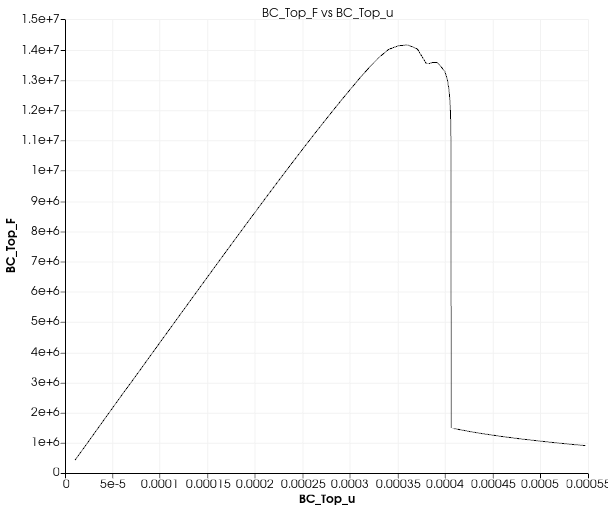 BC_Top_F vs BC_Top_u
1.5e+7
1.4e+7
1.3e+7
1.2e+7
1.1e+7
1e+7
9e+6
8e+6
7e+6
6e+6
5e+6
4e+6
3e+6
2e+6
1e+6
0
BC_Top_F
0 5e-5 0.0001 0.00015 0.0002 0.00025 0.0003 0.00035 0.0004 0.00045 0.0005 0.00055
BC_Top_u